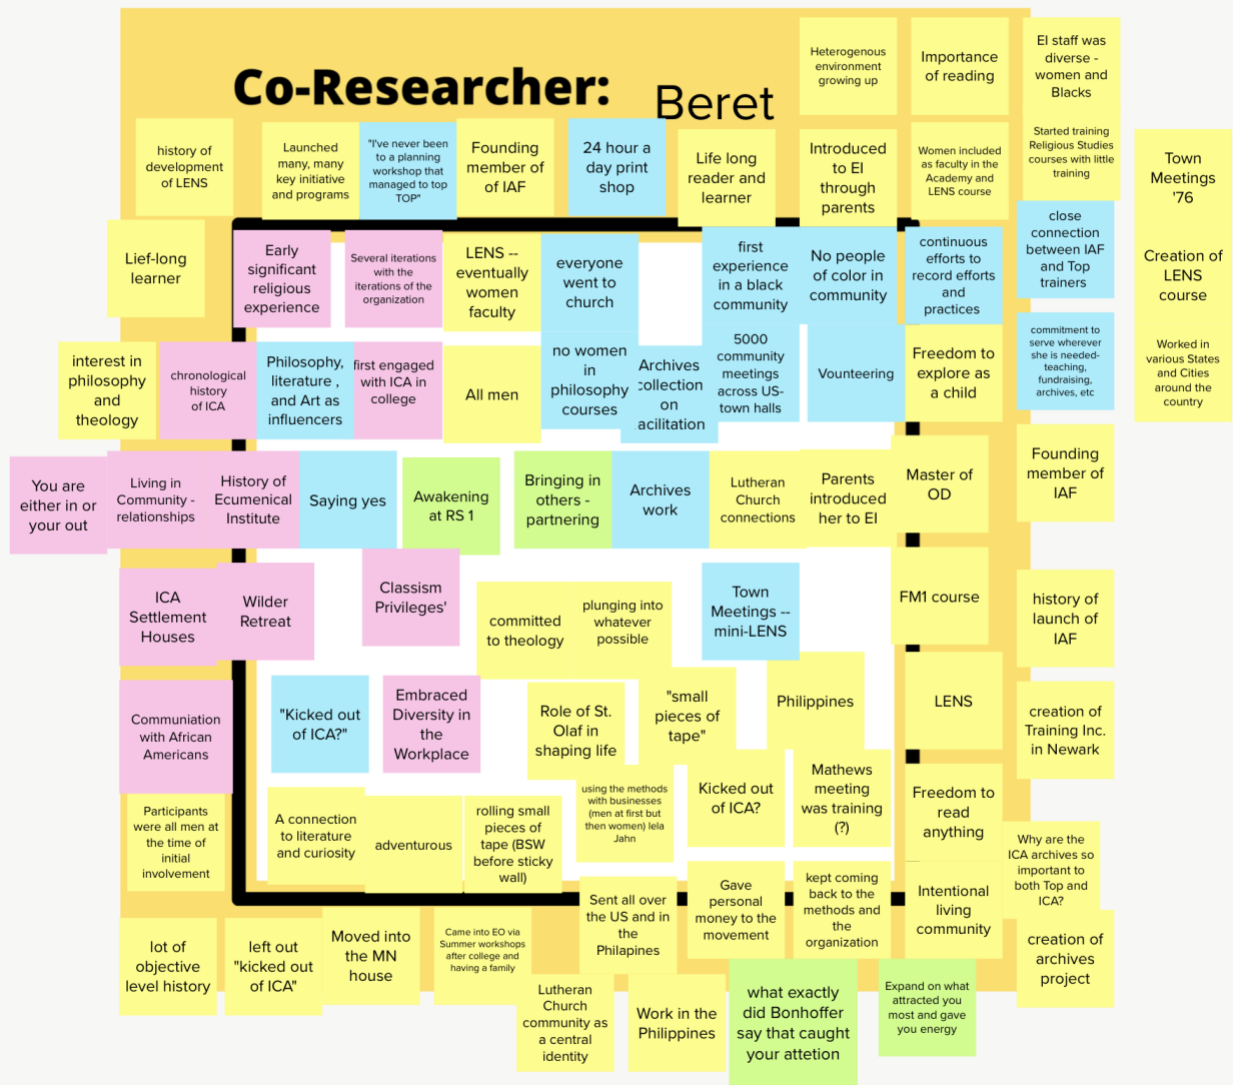 Co-Researcher:
Beret
Heterogenous
environment
growing up
Importance
of reading
EI staff was
diverse -
women and
Blacks
history of
development
of LENS
Launched
many, many
key initiative
and programs
"I've never been
to a planning
workshop that
managed to top
TOP"
Founding
member of
of IAF
24 hour a
day print
shop
Life long
reader and
learner
Introduced
to EI
through
parents
Women included
as faculty in the
Academy and
LENS course
Started training
Religious Studies
courses with little
training
Town
Meetings
'76
Lief-long
learner
Early
significant
religious
experience
Several iterations
with the
iterations of the
organization
LENS --
eventually
women
faculty
everyone
went to
church
first
experience
in a black
community
No people
of color in
community
continuous
efforts to
record efforts
and
practices
close
connection
between IAF
and Top
trainers
Creation of
LENS
course
interest in
philosophy
and
theology
chronological
history
of ICA
Philosophy,
literature ,
and Art as
influencers
first engaged
with ICA in
college
All men
no women
in
philosophy
courses
Archives
collection
on
acilitation
5000
community
meetings
across US-
town halls
Vounteering
Freedom to
explore as
a child
commitment to
serve wherever
she is needed-
teaching,
fundraising,
archives, etc
Worked in
various States
and Cities
around the
country
You are
either in or
your out
Living in
Community -
relationships
History of
Ecumenical
Institute
Saying yes
Awakening
at RS 1
Bringing in
others -
partnering
Archives
work
Lutheran
Church
connections
Parents
introduced
her to EI
Master of
OD
Founding
member of
IAF
ICA
Settlement
Houses
Wilder
Retreat
Classism
Privileges'
committed
to theology
plunging into
whatever
possible
Town
Meetings --
mini-LENS
FM1 course
history of
launch of
IAF
Communiation
with African
Americans
"Kicked out
of ICA?"
Embraced
Diversity in
the
Workplace
Role of St.
Olaf in
shaping life
"small
pieces of
tape"
Philippines
LENS
creation of
Training Inc.
in Newark
Participants
were all men at
the time of
initial
involvement
A connection
to literature
and curiosity
adventurous
rolling small
pieces of
tape (BSW
before sticky
wall)
using the methods
with businesses
(men at first but
then women) lela
Jahn
Kicked out
of ICA?
Mathews
meeting
was training
(?)
Freedom to
read
anything
Why are the
ICA archives so
important to
both Top and
ICA?
lot of
objective
level history
left out
"kicked out
of ICA"
Moved into
the MN
house
Came into EO via
Summer workshops
after college and
having a family
Sent all over
the US and in
the
Philapines
Gave
personal
money to the
movement
kept coming
back to the
methods and
the
organization
Intentional
living
community
creation of
archives
project
Lutheran
Church
community as
a central
identity
Work in the
Philippines
what exactly
did Bonhoffer
say that caught
your attetion
Expand on what
attracted you
most and gave
you energy